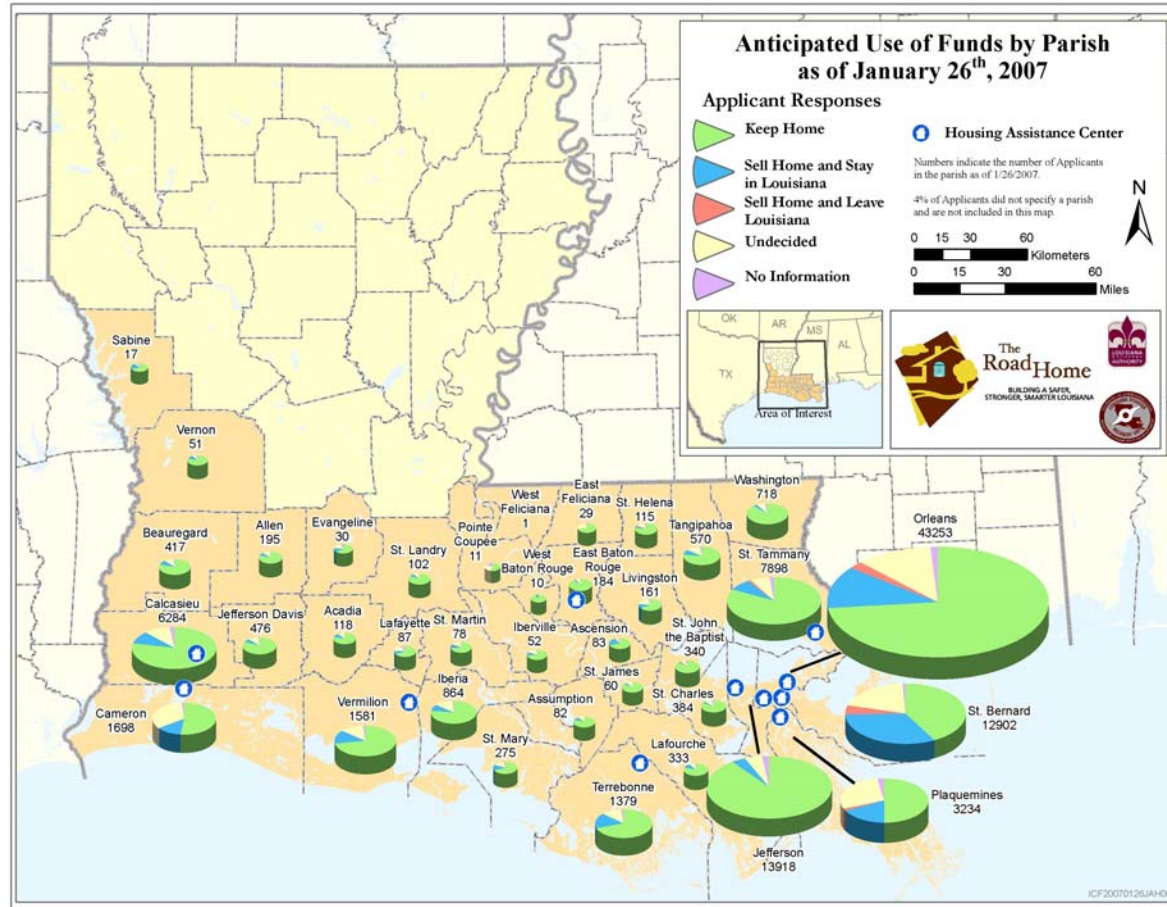 Anticipated Use of Funds by Parish
as of January 26th, 2007
Applicant Responses
Keep Home
Sell Home and Stay
in Louisiana
Sell Home and Leave
Louisiana
Undecided
No Information
Housing Assistance Center
Numbers indicate the number of Applicants
in the parish as of 1/26/2007.
4% of Applicants did not specify a parish
and are not included in this map.
N
0 15 30 60
Kilometers
0 15 30 60
Miles
OK
AR
MS
AL
TX
Area of Interest
The
Road Home
BUILDING A SAFER,
STRONGER, SMARTER LOUISIANA
LOUISIANA
AUTHORITY
Sabine
17
Vernon
51
Beauregard
417
Allen
195
Evangeline
30
St. Landry
102
Pointe
Coupee
11
West
Feliciana
1
East
Feliciana
29
St. Helena
115
Washington
718
Tangipahoa
570
St. Tammany
7898
Orleans
43253
West
Baton Rouge
10
East Baton
Rouge
184
Livingston
161
Calcasieu
6284
Jefferson Davis
476
Acadia
118
Lafayette
87
St. Martin
78
Iberville
52
Ascension
83
St. John
the Baptist
340
Cameron
1698
Vermilion
1581
Iberia
864
Assumption
82
St. James
60
St. Charles
384
St. Bernard
12902
St. Mary
275
Lafourche
333
Terrebonne
1379
Plaquemines
3234
Jefferson
13918